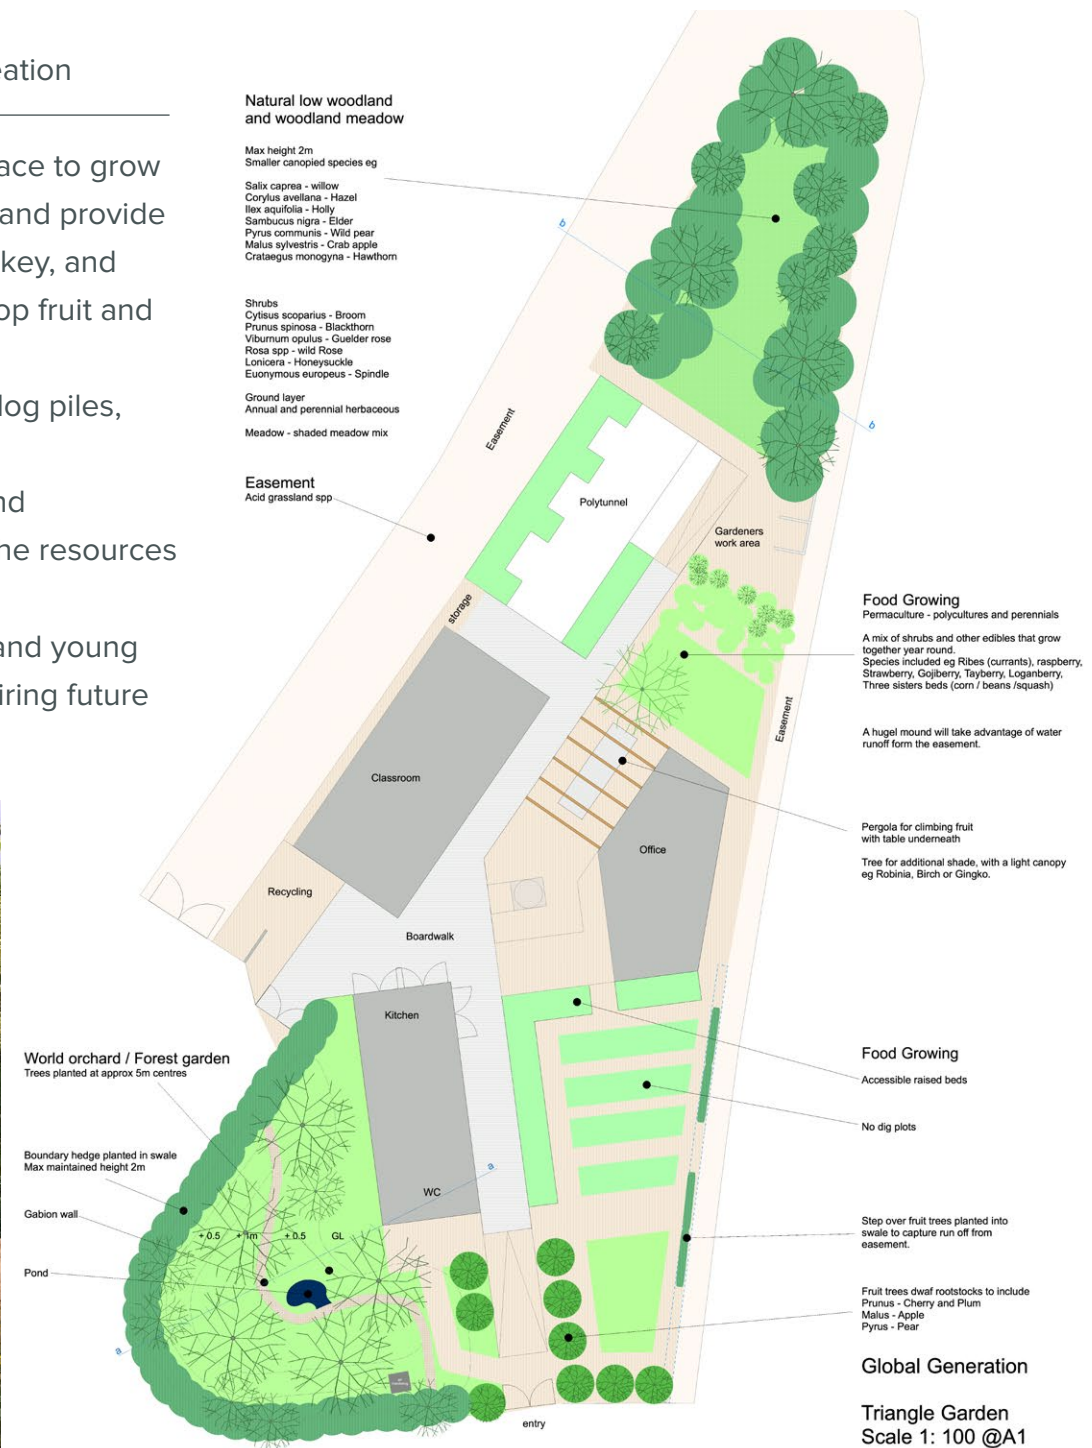 eation
ace to grow
and provide
key, and
op fruit and
log piles,
nd
ne resources
and young
iring future
Natural low woodland
and woodland meadow
Max height 2m
Smaller canopied species eg
Salix caprea - willow
Corylus avellana - Hazel
Ilex aquifolia - Holly
Sambucus nigra - Elder
Pyrus communis - Wild pear
Malus sylvestris - Crab apple
Crataegus monogyna - Hawthorn
Shrubs
Cytisus scoparius - Broom
Prunus spinosa - Blackthorn
Viburnum opulus - Guelder rose
Rosa spp - wild Rose
Lonicera - Honeysuckle
Euonymous europeus - Spindle
Ground layer
Annual and perennial herbaceous
Meadow - shaded meadow mix
Easement
Acid grassland spp
b
b
Easement
Polytunnel
Gardeners
work area
storage
Food Growing
Permaculture - polycultures and perennials
A mix of shrubs and other edibles that grow
together year round.
Species included eg Ribes (currants), raspberry,
Strawberry, Gojiberry, Tayberry, Loganberry,
Three sisters beds (corn / beans /squash)
A hugel mound will take advantage of water
runoff form the easement.
Easement
Classroom
Pergola for climbing fruit
with table underneath
Tree for additional shade, with a light canopy
eg Robinia, Birch or Gingko.
Office
Recycling
Boardwalk
Kitchen
World orchard / Forest garden
Trees planted at approx 5m centres
Food Growing
Accessible raised beds
No dig plots
Boundary hedge planted in swale
Max maintained height 2m
a
WC
Gabion wall
+ 0.5
+ 1m
+ 0.5
GL
Step over fruit trees planted into
swale to capture run off from
easement.
Pond
Fruit trees dwaf rootstocks to include
Prunus - Cherry and Plum
Malus - Apple
Pyrus - Pear
a
Global Generation
Triangle Garden
Scale 1: 100 @A1
entry